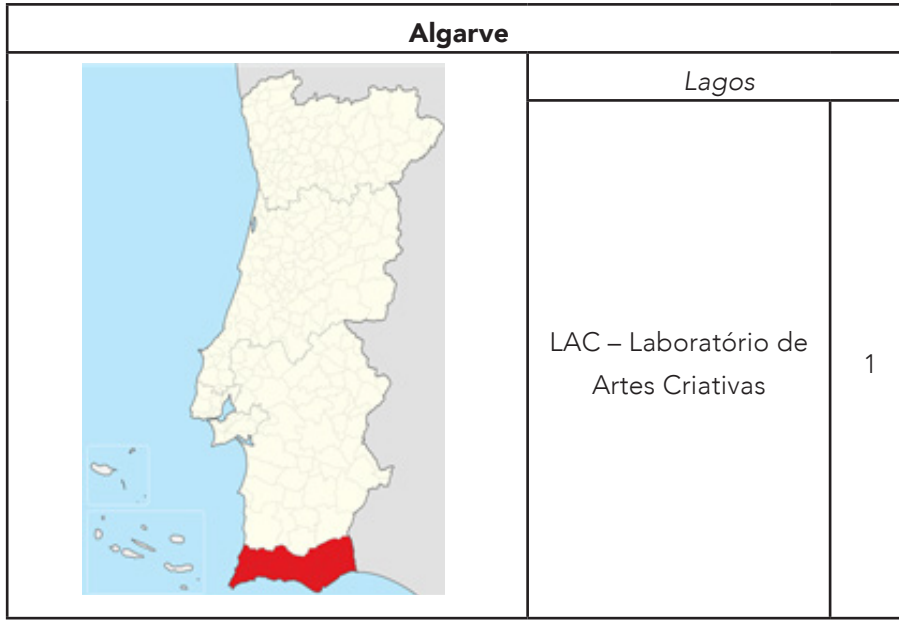 Algarve
Lagos
LAC – Laboratório de
Artes Criativas
1